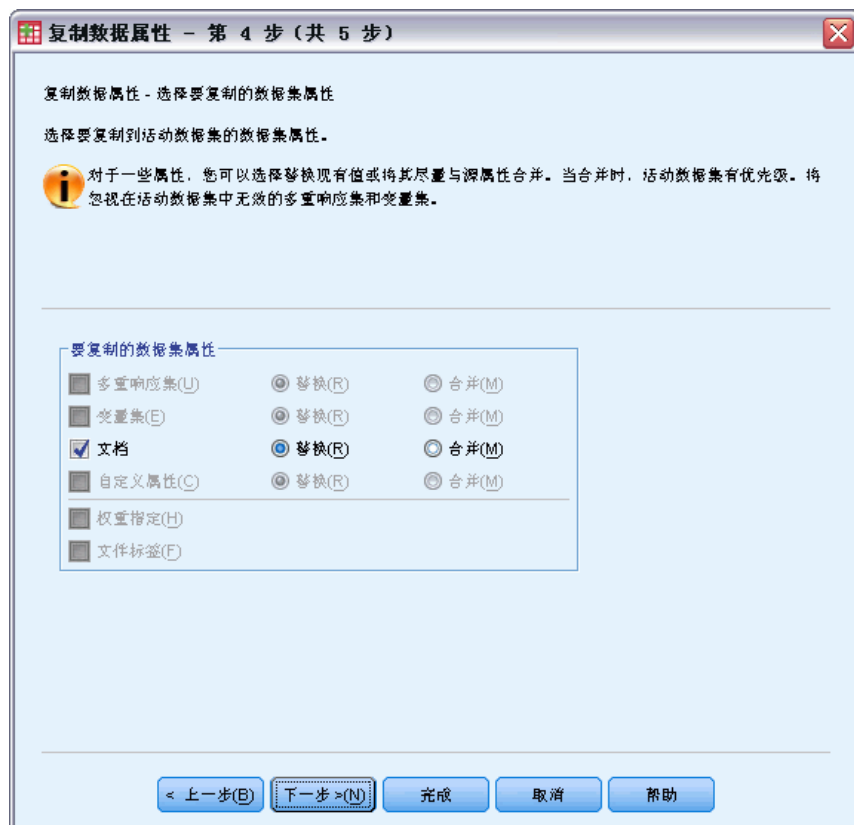 复制数据属性 - 第 4 步（共 5 步）
复制数据属性 - 选择要复制的数据集属性
选择要复制到活动数据集的数据集属性。
对于一些属性，您可以选择替换现有值或将其尽量与源属性合并。当合并时，活动数据集有优先级。将
忽视在活动数据集中无效的多重响应集和变量集。
要复制的数据集属性
多重响应集(U) 替换(R) 合并(M)
变量集(E) 替换(R) 合并(M)
文档 替换(R) 合并(M)
自定义属性(C) 替换(R) 合并(M)
权重指定(H)
文件标签(F)
< 上一步(B) 下一步 >(N) 完成 取消 帮助